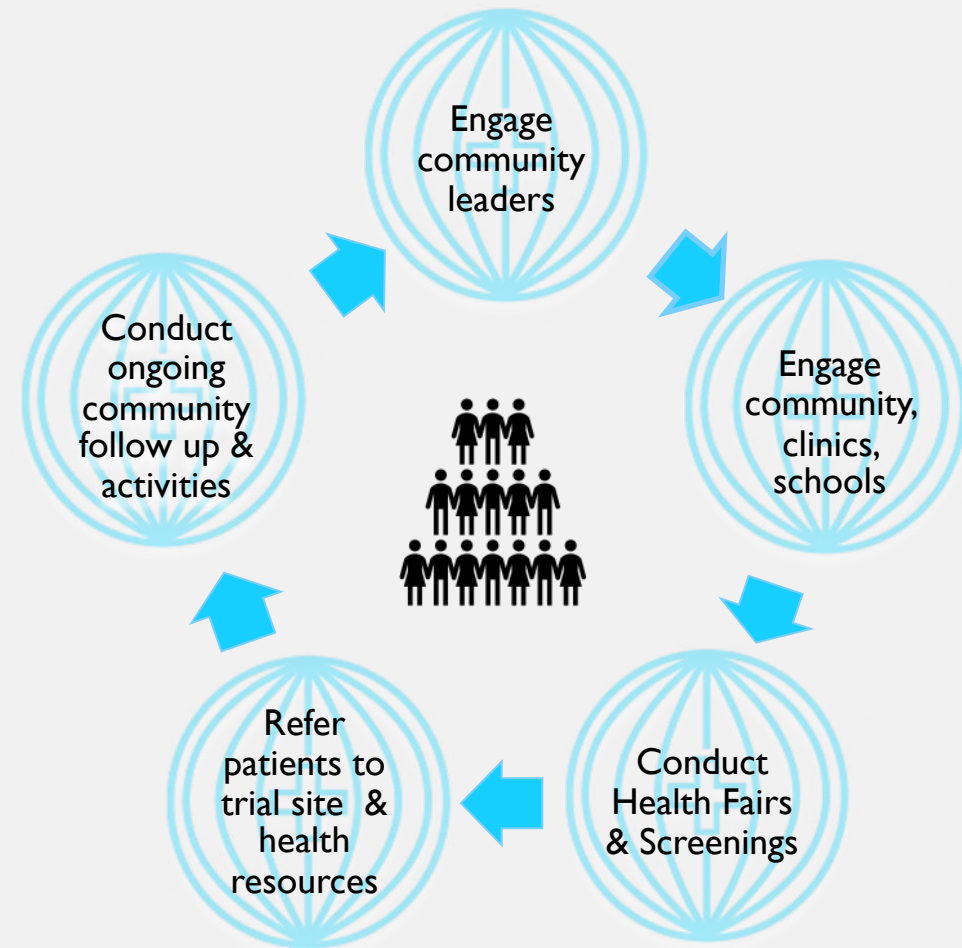 Engage
community
leaders
Engage
community,
clinics,
schools
Conduct
Health Fairs
& Screenings
Refer
patients to
trial site & 
health
resources
Conduct
ongoing
community
follow up &
activities